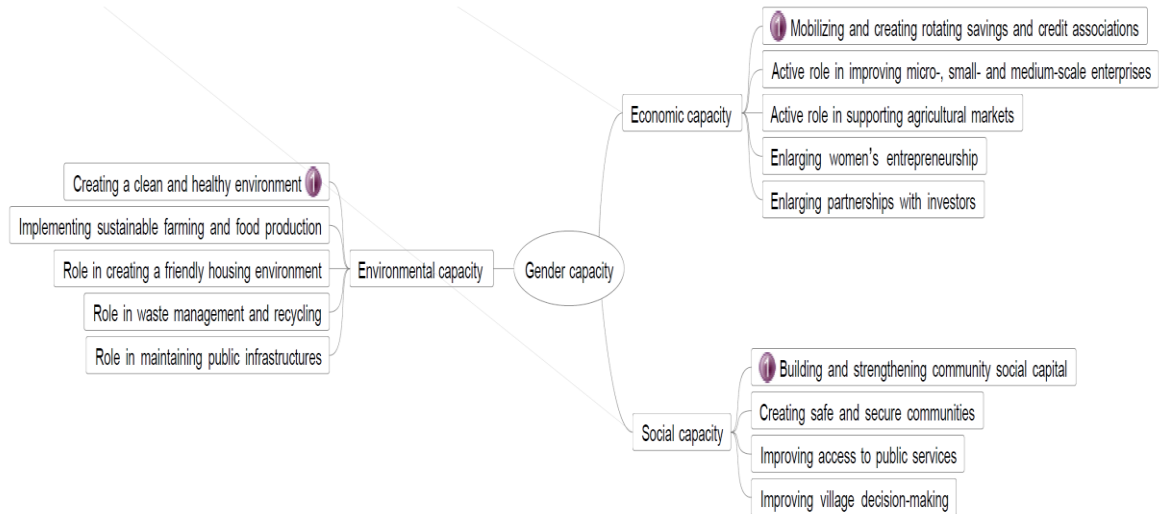 1 Mobilizing and creating rotating savings and credit associations
Active role in improving micro-, small- and medium-scale enterprises
Economic capacity
Active role in supporting agricultural markets
Enlarging women’s entrepreneurship
Enlarging partnerships with investors
Creating a clean and healthy environment 1
Implementing sustainable farming and food production
Role in creating a friendly housing environment
Environmental capacity
Gender capacity
Role in waste management and recycling
Role in maintaining public infrastructures
1 Building and strengthening community social capital
Creating safe and secure communities
Social capacity
Improving access to public services
Improving village decision-making